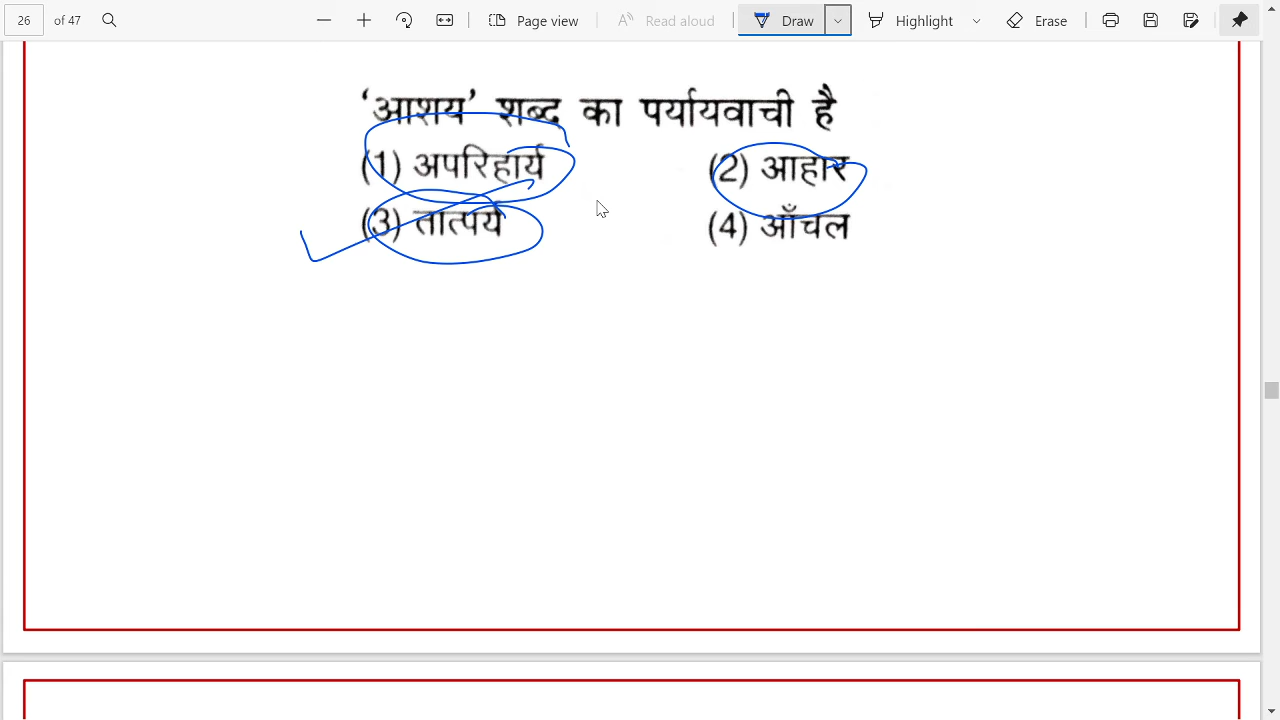 26 of 47 Page view Read aloud Draw Highlight Erase
‘आशय’ शब्द का पर्यायवाची है
(1) अपरिहार्य (2) आहार
(3) तात्पर्य (4) आँचल